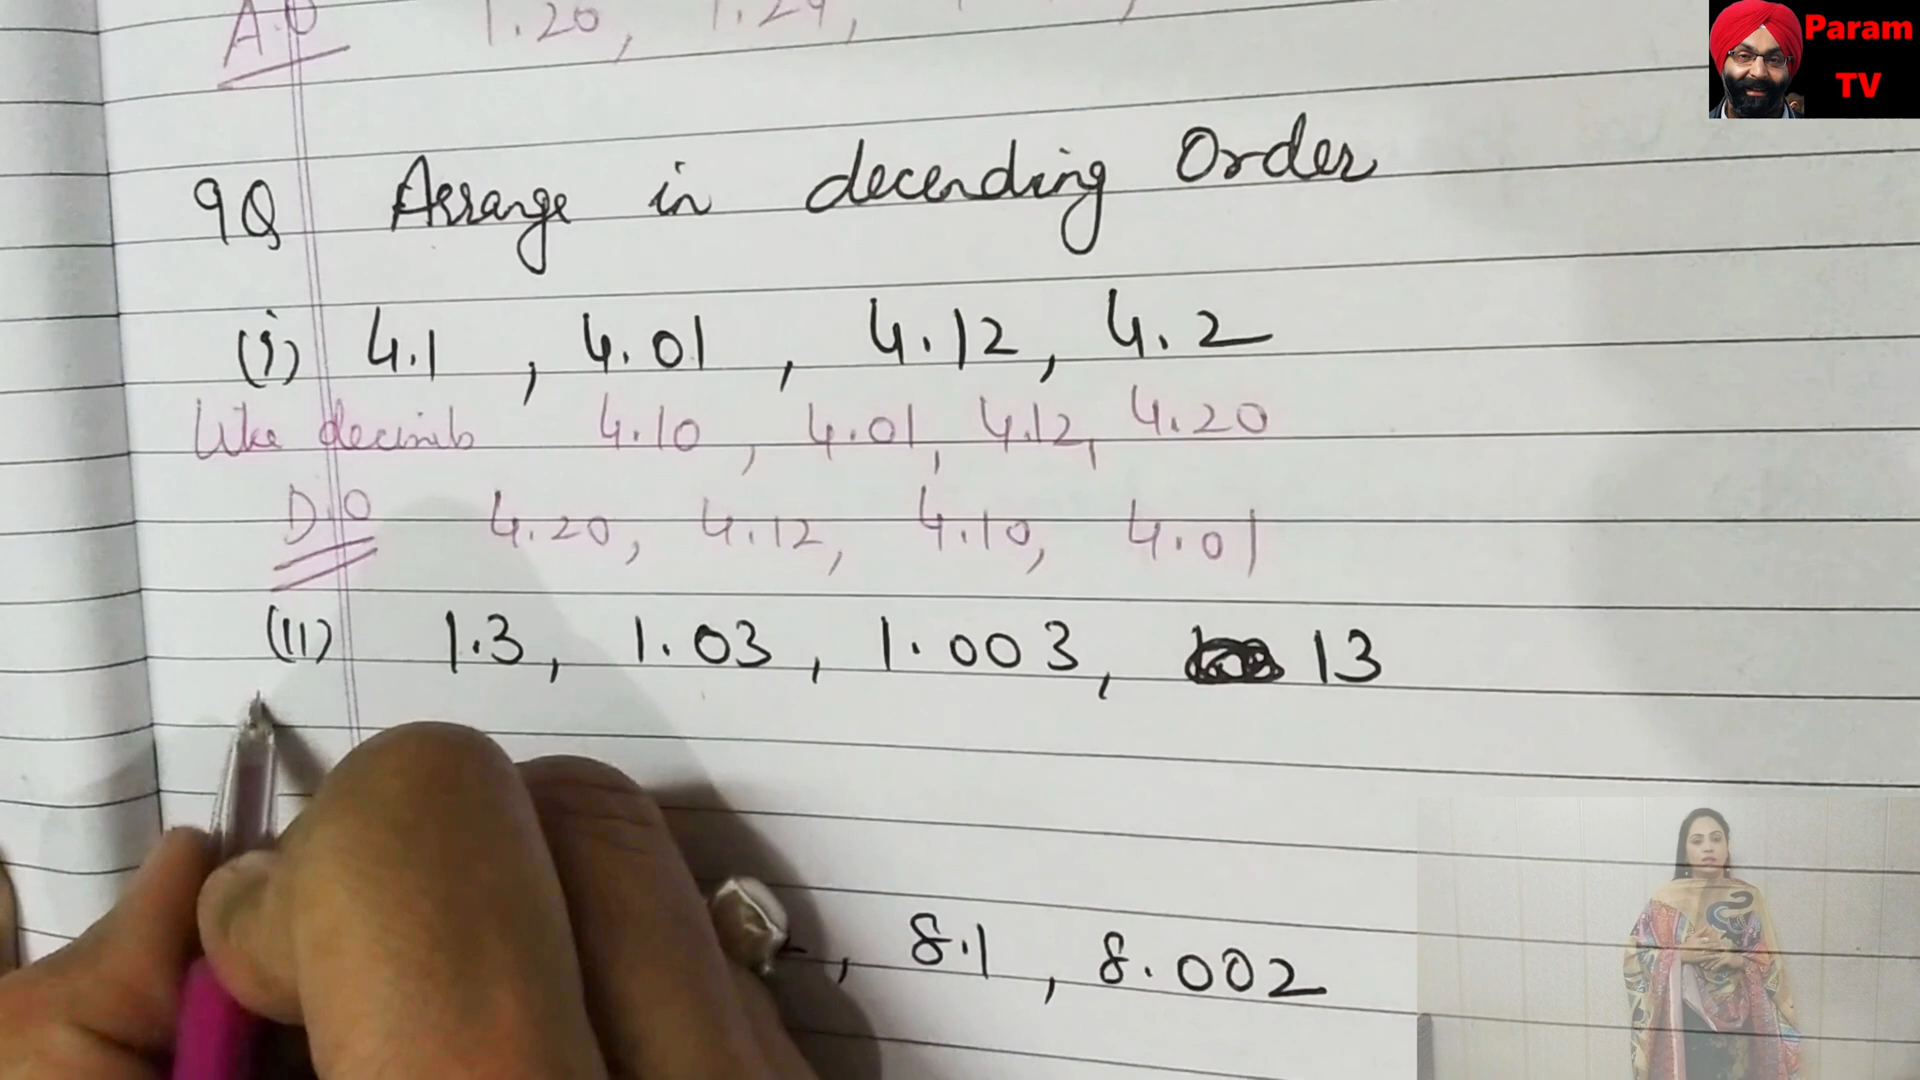 A.O 1.20, 1.24,
Param
TV
9Q Arrange in decending Order
(i) 4.1 , 4.01 , 4.12, 4.2
Like decimls 4.10 , 4.01, 4.12, 4.20
D.O 4.20, 4.12, 4.10, 4.01
(II) 1.3, 1.03, 1.003, 13
, 8.1 , 8.002